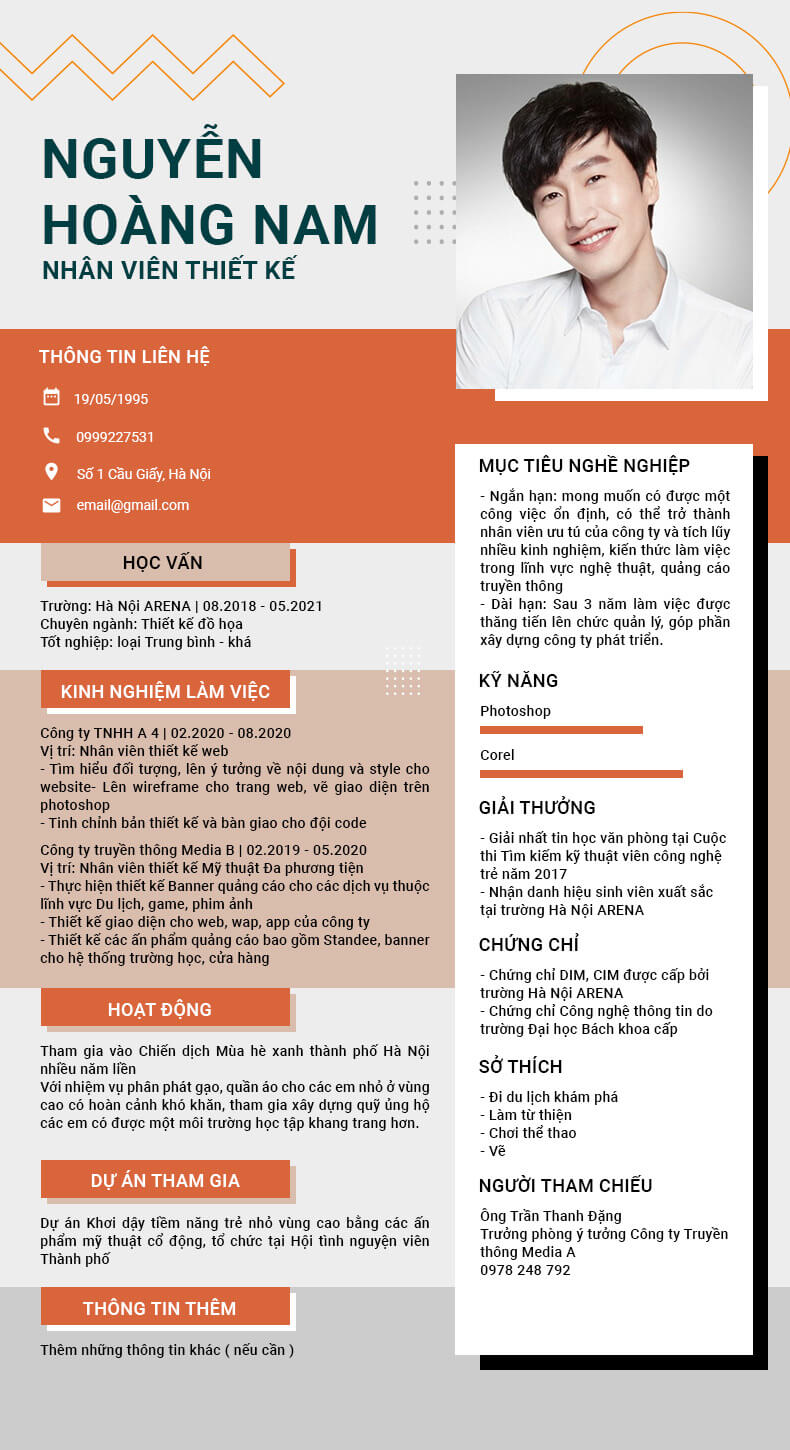 NGUYỄN
HOÀNG NAM
NHÂN VIÊN THIẾT KẾ
THÔNG TIN LIÊN HỆ
19/05/1995
0999227531
Số 1 Cầu Giấy, Hà Nội
email@gmail.com
HỌC VẤN
Trường: Hà Nội ARENA | 08.2018 - 05.2021
Chuyên ngành: Thiết kế đồ họa
Tốt nghiệp: loại Trung bình - khá
KINH NGHIỆM LÀM VIỆC
Công ty TNHH A 4 | 02.2020 - 08.2020
Vị trí: Nhân viên thiết kế web
- Tìm hiểu đối tượng, lên ý tưởng về nội dung và style cho
website- Lên wireframe cho trang web, vẽ giao diện trên
photoshop
- Tinh chỉnh bản thiết kế và bàn giao cho đội code
Công ty truyền thông Media B | 02.2019 - 05.2020
Vị trí: Nhân viên thiết kế Mỹ thuật Đa phương tiện
- Thực hiện thiết kế Banner quảng cáo cho các dịch vụ thuộc
lĩnh vực Du lịch, game, phim ảnh
- Thiết kế giao diện cho web, wap, app của công ty
- Thiết kế các ấn phẩm quảng cáo bao gồm Standee, banner
cho hệ thống trường học, cửa hàng
HOẠT ĐỘNG
Tham gia vào Chiến dịch Mùa hè xanh thành phố Hà Nội
nhiều năm liền
Với nhiệm vụ phân phát gạo, quần áo cho các em nhỏ ở vùng
cao có hoàn cảnh khó khăn, tham gia xây dựng quỹ ủng hộ
các em có được một môi trường học tập khang trang hơn.
DỰ ÁN THAM GIA
Dự án Khơi dậy tiềm năng trẻ nhỏ vùng cao bằng các ấn
phẩm mỹ thuật cổ động, tổ chức tại Hội tình nguyện viên
Thành phố
THÔNG TIN THÊM
Thêm những thông tin khác ( nếu cần )
MỤC TIÊU NGHỀ NGHIỆP
- Ngắn hạn: mong muốn có được một
công việc ổn định, có thể trở thành
nhân viên ưu tú của công ty và tích lũy
nhiều kinh nghiệm, kiến thức làm việc
trong lĩnh vực nghệ thuật, quảng cáo
truyền thông
- Dài hạn: Sau 3 năm làm việc được
thăng tiến lên chức quản lý, góp phần
xây dựng công ty phát triển.
KỸ NĂNG
Photoshop
Corel
GIẢI THƯỞNG
- Giải nhất tin học văn phòng tại Cuộc
thi Tìm kiếm kỹ thuật viên công nghệ
trẻ năm 2017
- Nhận danh hiệu sinh viên xuất sắc
tại trường Hà Nội ARENA
CHỨNG CHỈ
- Chứng chỉ DIM, CIM được cấp bởi
trường Hà Nội ARENA
- Chứng chỉ Công nghệ thông tin do
trường Đại học Bách khoa cấp
SỞ THÍCH
- Đi du lịch khám phá
- Làm từ thiện
- Chơi thể thao
- Vẽ
NGƯỜI THAM CHIẾU
Ông Trần Thanh Đặng
Trưởng phòng ý tưởng Công ty Truyền
thông Media A
0978 248 792